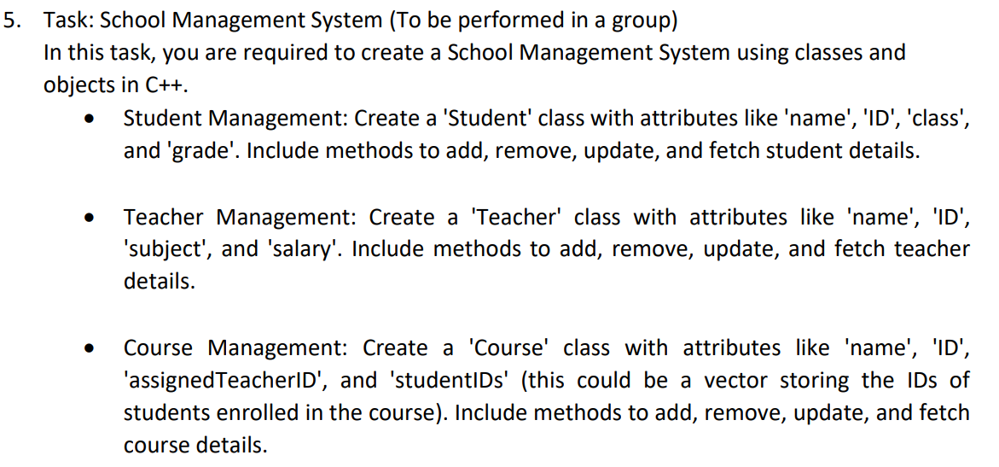 5. Task: School Management System (To be performed in a group)
In this task, you are required to create a School Management System using classes and
objects in C++.
• Student Management: Create a 'Student' class with attributes like 'name', 'ID', 'class',
and 'grade'. Include methods to add, remove, update, and fetch student details.
• Teacher Management: Create a 'Teacher' class with attributes like 'name', 'ID',
'subject', and 'salary'. Include methods to add, remove, update, and fetch teacher
details.
• Course Management: Create a 'Course' class with attributes like 'name', 'ID',
'assignedTeacherID', and 'studentIDs' (this could be a vector storing the IDs of
students enrolled in the course). Include methods to add, remove, update, and fetch
course details.